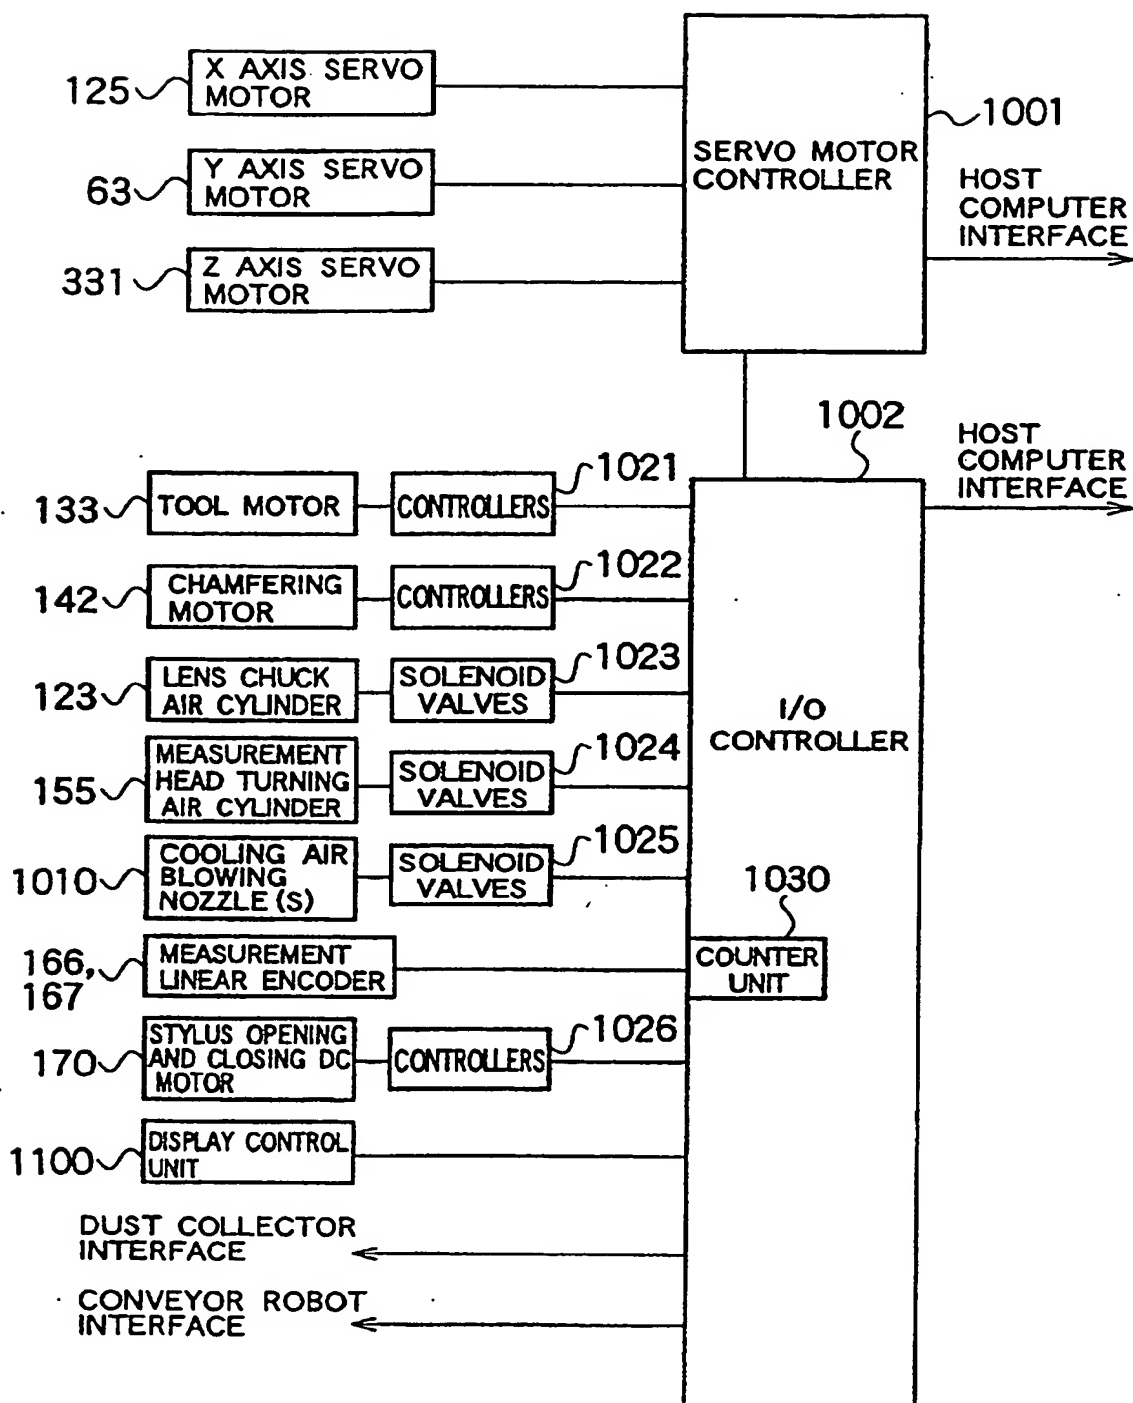 X AXIS SERVO
MOTOR
125
Y AXIS SERVO
MOTOR
63
Z AXIS SERVO
MOTOR
331
SERVO MOTOR
CONTROLLER
1001
HOST
COMPUTER
INTERFACE
1002
HOST
COMPUTER
INTERFACE
133
TOOL MOTOR
CONTROLLERS
1021
142
CHAMFERING
MOTOR
CONTROLLERS
1022
123
LENS CHUCK
AIR CYLINDER
SOLENOID
VALVES
1023
I/O
CONTROLLER
155
MEASUREMENT
HEAD TURNING
AIR CYLINDER
SOLENOID
VALVES
1024
1010
COOLING AIR
BLOWING
NOZZLE(S)
SOLENOID
VALVES
1025
166,
167
MEASUREMENT
LINEAR ENCODER
1030
COUNTER
UNIT
170
STYLUS OPENING
AND CLOSING DC
MOTOR
CONTROLLERS
1026
1100
DISPLAY CONTROL
UNIT
DUST COLLECTOR
INTERFACE
CONVEYOR ROBOT
INTERFACE